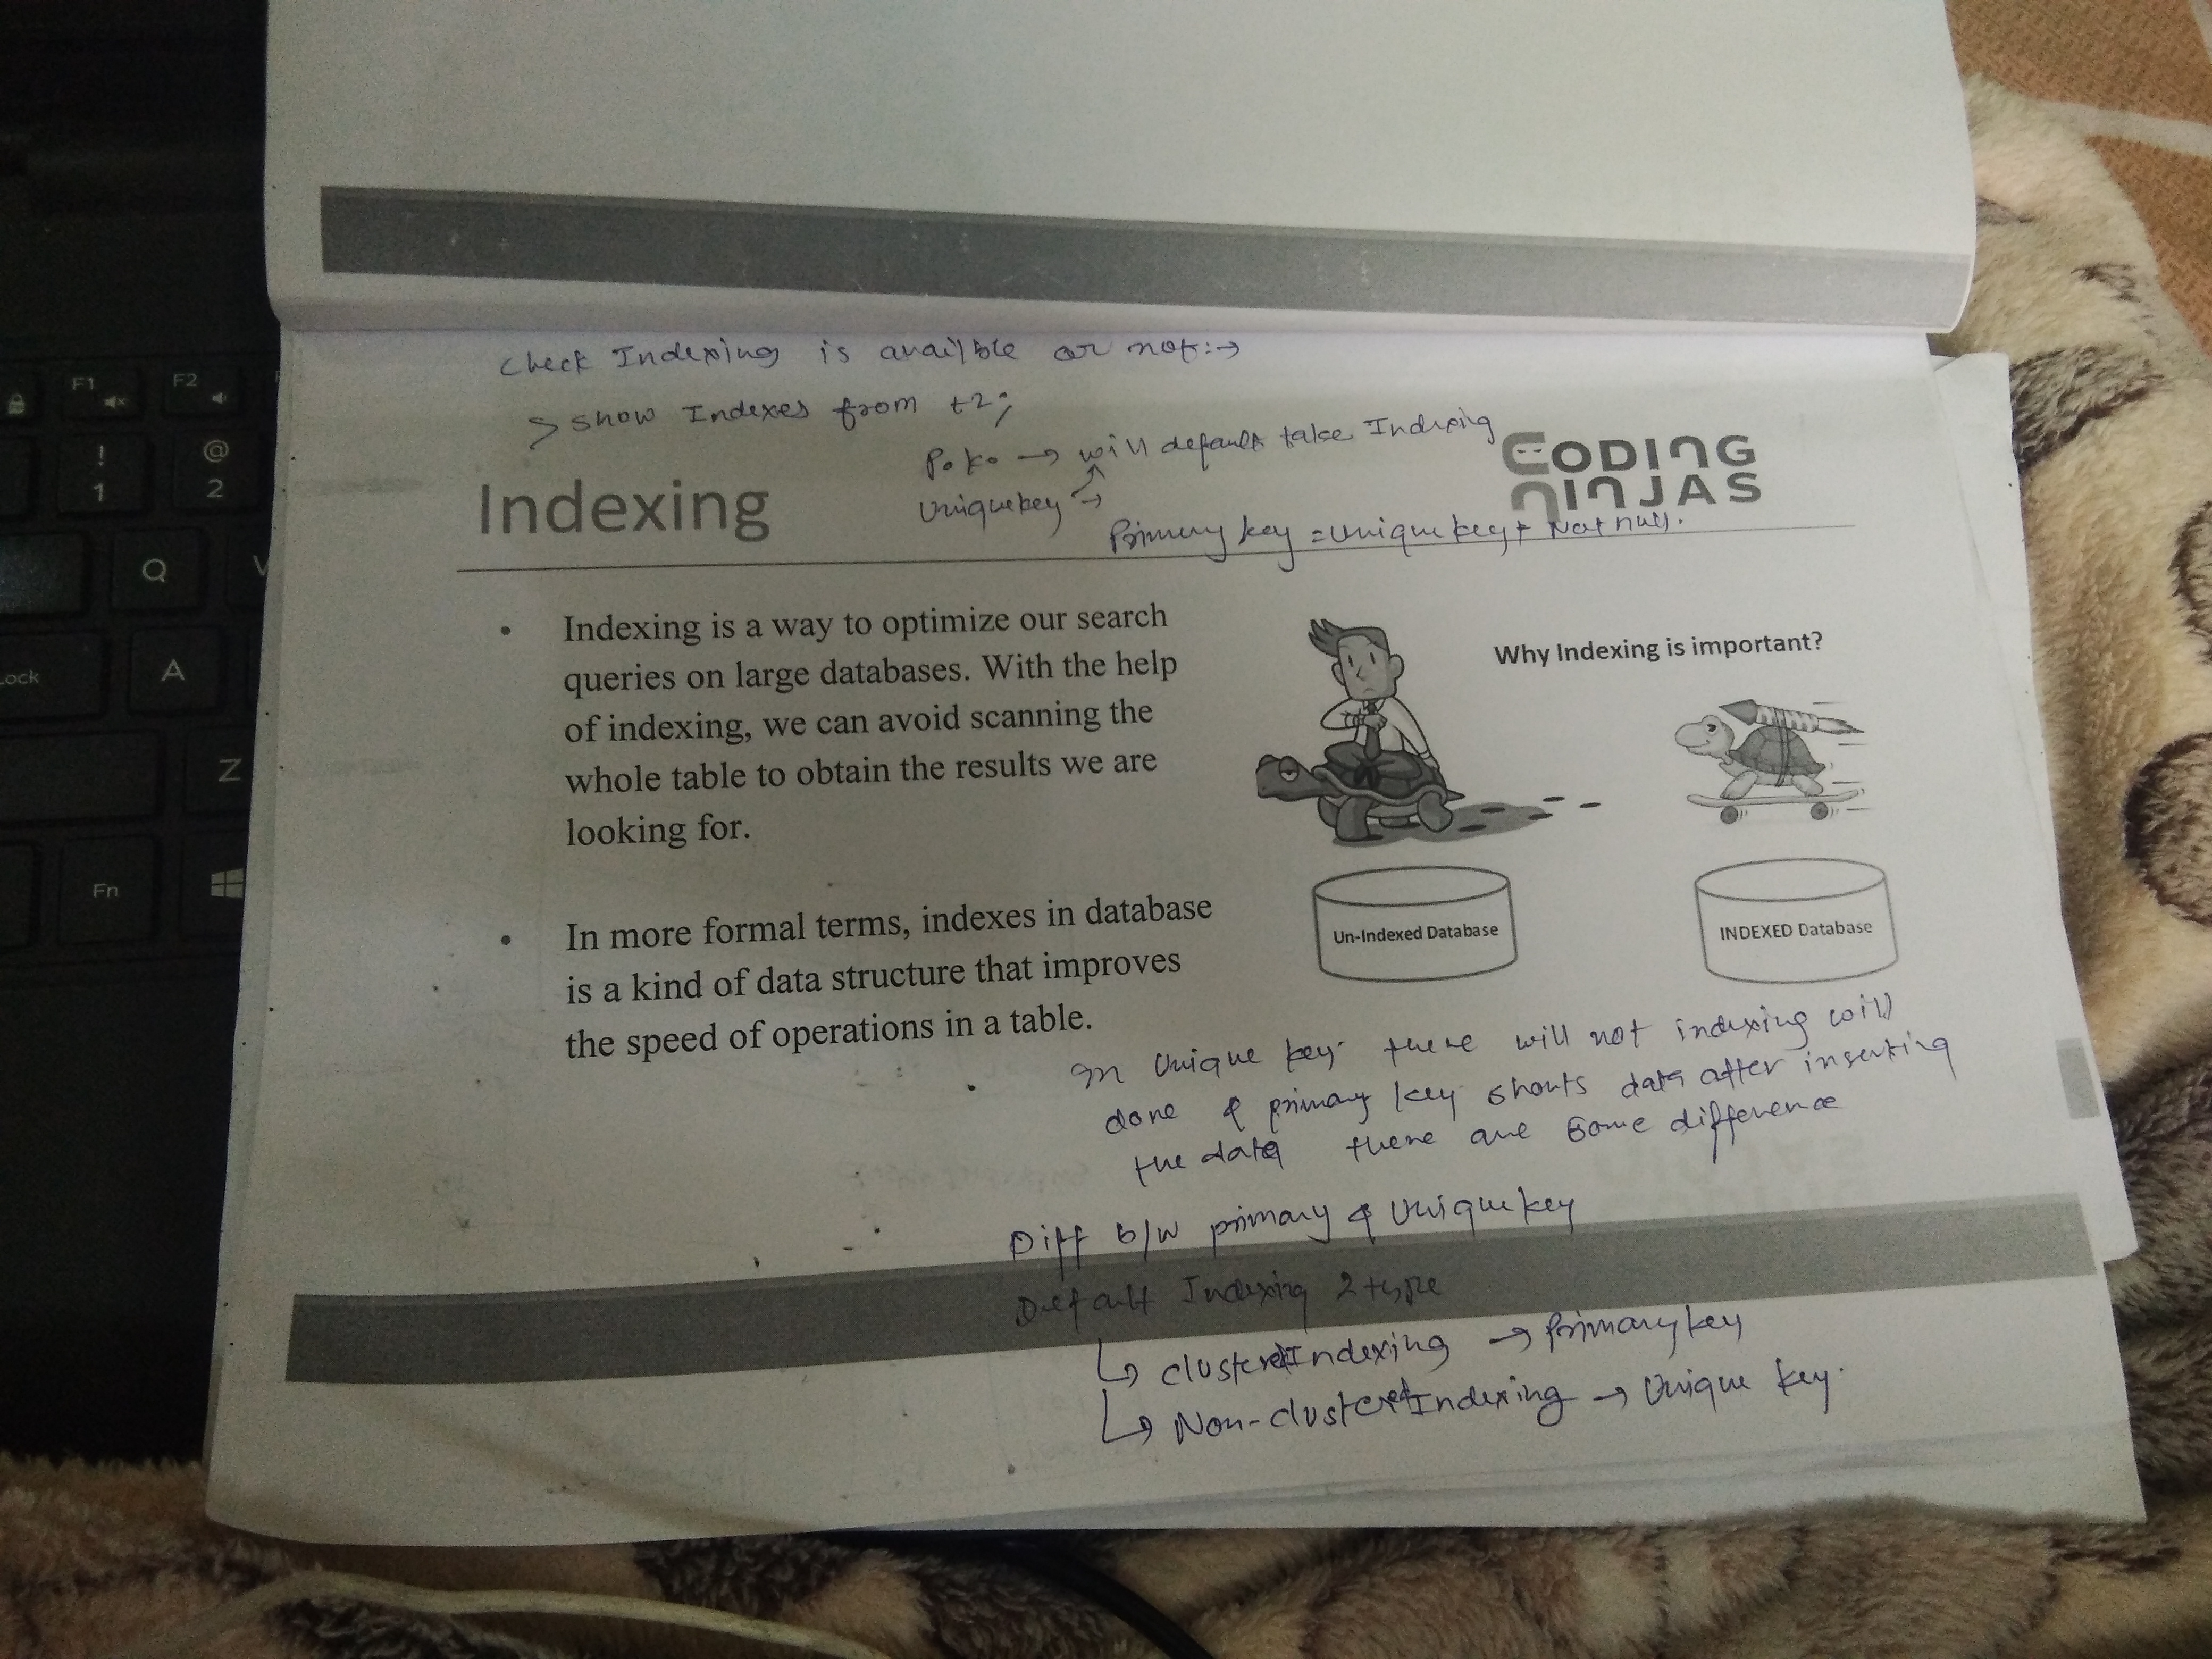 check Indexing is availble or not:→
> show Indexes from t2;
P.K. → will default take Indexing
Unique key →
Primary key = Unique key + Not null.
Indexing
CODING
NINJAS
• Indexing is a way to optimize our search
queries on large databases. With the help
of indexing, we can avoid scanning the
whole table to obtain the results we are
looking for.
• In more formal terms, indexes in database
is a kind of data structure that improves
the speed of operations in a table.
Why Indexing is important?
Un-Indexed Database
INDEXED Database
In Unique key there will not indexing will
done & primary key shorts data after inserting
the data there are some difference
Diff b/w primary & Unique key
Default Indexing 2 type
↳ clustered Indexing → Primary key
↳ Non-clustered Indexing → Unique key.
F1
F2
!
1
@
2
Q
A
Lock
Z
Fn